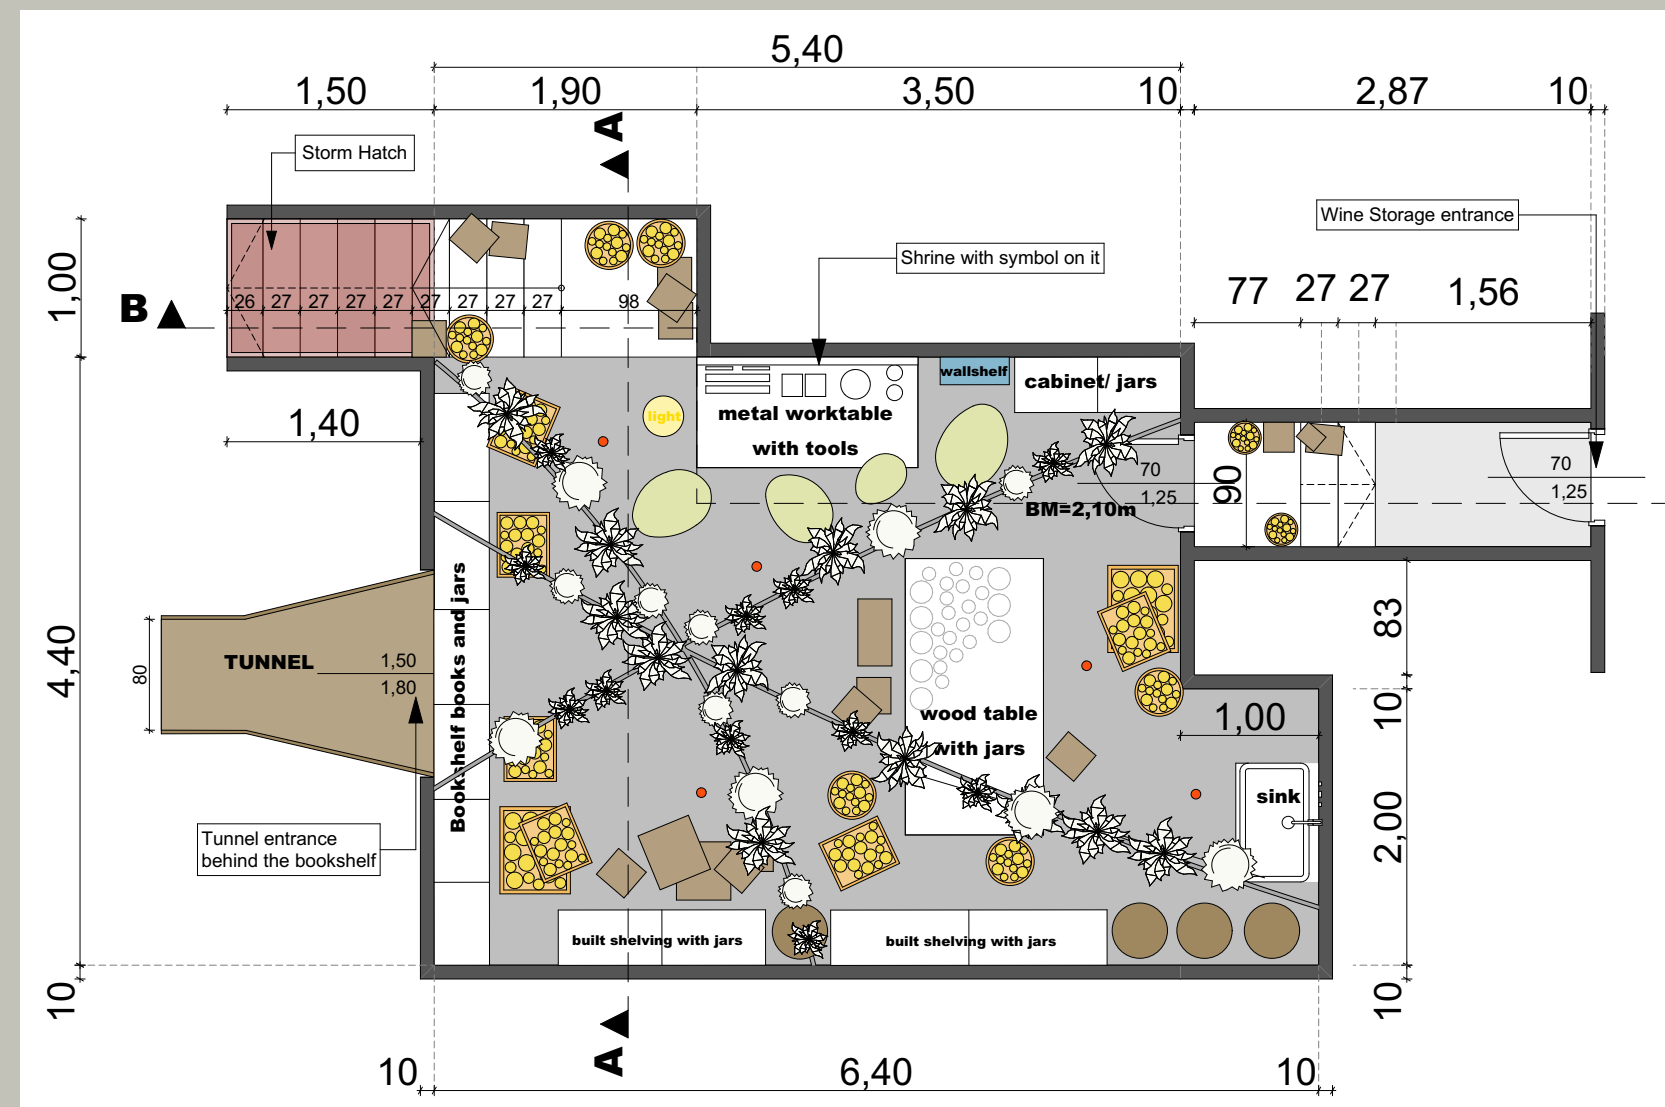 5,40
1,50
1,90
3,50
10
2,87
10
A
Storm Hatch
Wine Storage entrance
Shrine with symbol on it
1,00
B
26
27
27
27
27
27
27
27
27
98
77
27
27
1,56
wallshelf
cabinet/ jars
light
metal worktable
with tools
1,40
70
1,25
90
70
1,25
BM=2,10m
Bookshelf books and jars
83
4,40
80
TUNNEL
1,50
1,80
wood table
with jars
10
1,00
sink
2,00
Tunnel entrance
behind the bookshelf
built shelving with jars
built shelving with jars
10
10
A
10
6,40
10